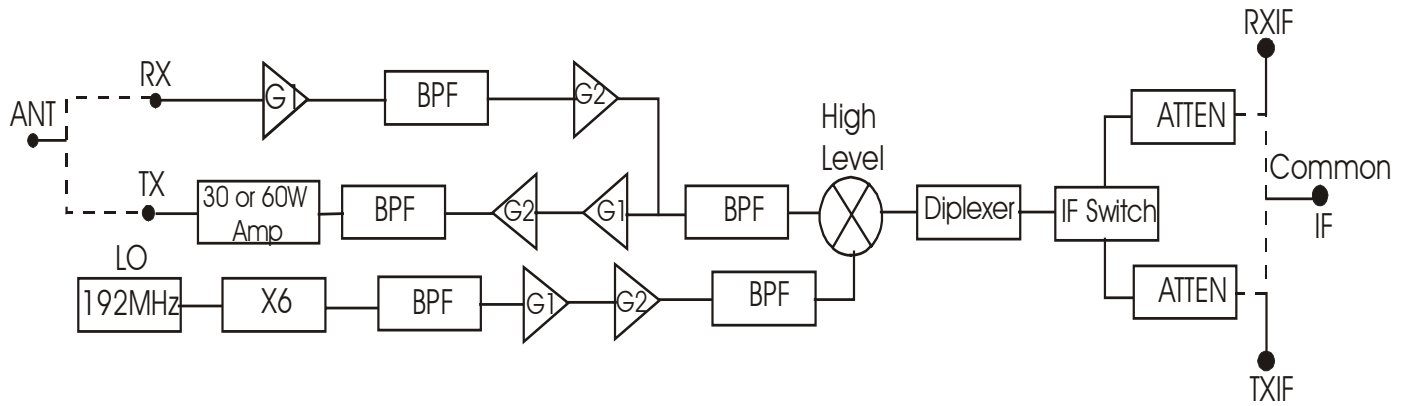 RXIF
RX
G1
BPF
G2
ANT
High
Level
ATTEN
Common
IF
TX
30 or 60W
Amp
BPF
G2
G1
BPF
Diplexer
IF Switch
LO
192MHz
X6
BPF
G1
G2
BPF
ATTEN
TXIF